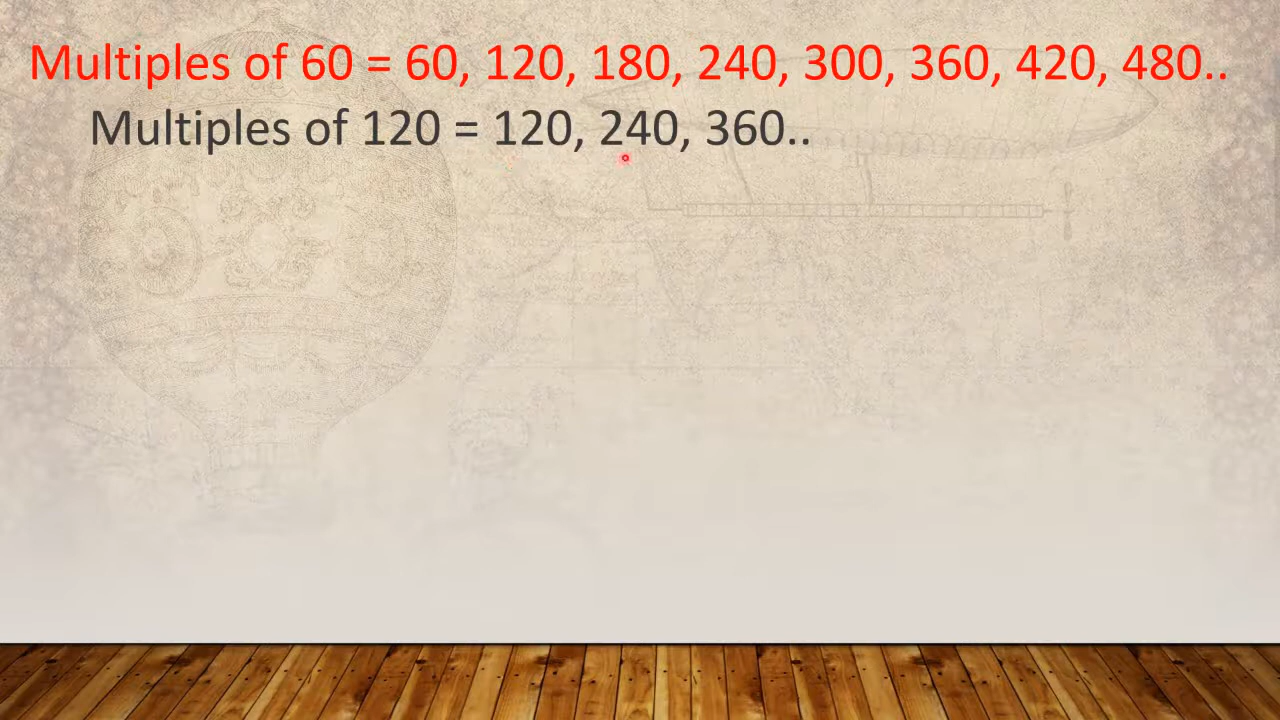 Multiples of 60 = 60, 120, 180, 240, 300, 360, 420, 480..
Multiples of 120 = 120, 240, 360..